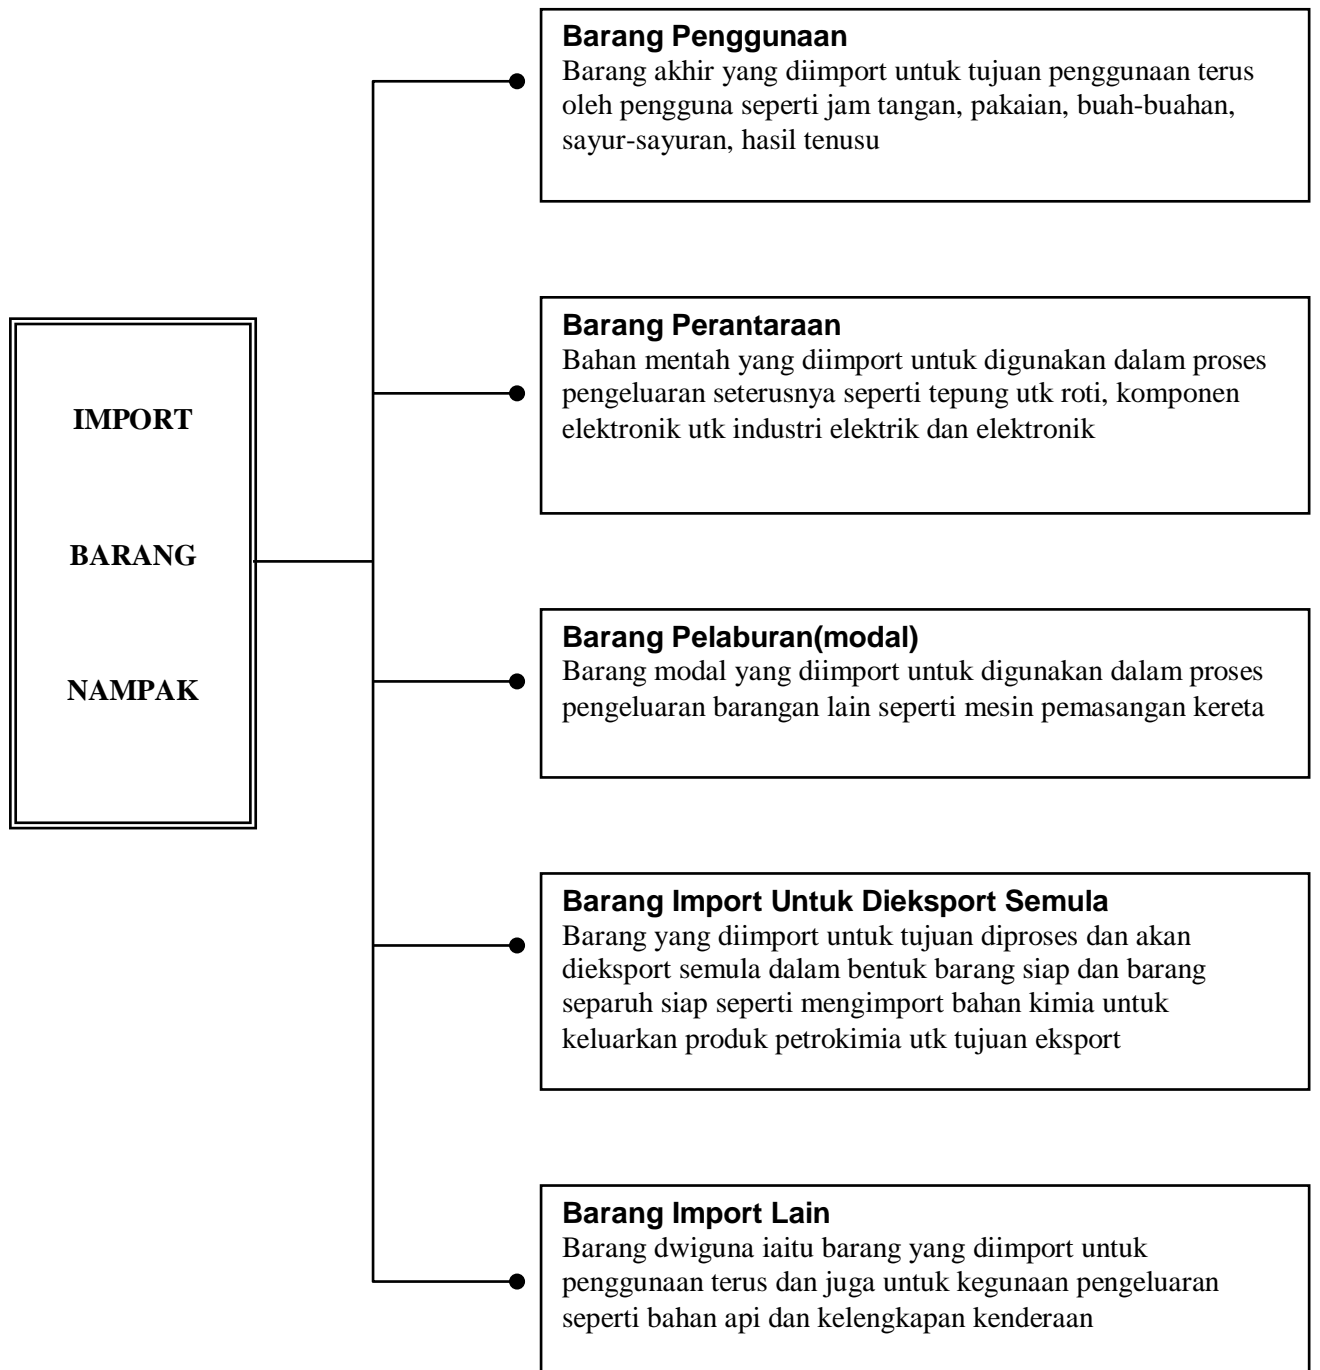 Barang Penggunaan
Barang akhir yang diimport untuk tujuan penggunaan terus
oleh pengguna seperti jam tangan, pakaian, buah-buahan,
sayur-sayuran, hasil tenusu
Barang Perantaraan
Bahan mentah yang diimport untuk digunakan dalam proses
pengeluaran seterusnya seperti tepung utk roti, komponen
elektronik utk industri elektrik dan elektronik
IMPORT
BARANG
NAMPAK
Barang Pelaburan(modal)
Barang modal yang diimport untuk digunakan dalam proses
pengeluaran barangan lain seperti mesin pemasangan kereta
Barang Import Untuk Dieksport Semula
Barang yang diimport untuk tujuan diproses dan akan
dieksport semula dalam bentuk barang siap dan barang
separuh siap seperti mengimport bahan kimia untuk
keluarkan produk petrokimia utk tujuan eksport
Barang Import Lain
Barang dwiguna iaitu barang yang diimport untuk
penggunaan terus dan juga untuk kegunaan pengeluaran
seperti bahan api dan kelengkapan kenderaan